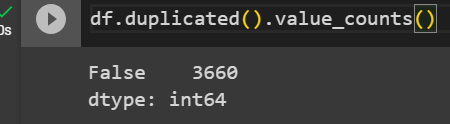 df.duplicated().value_counts()
0s
False    3660
dtype: int64